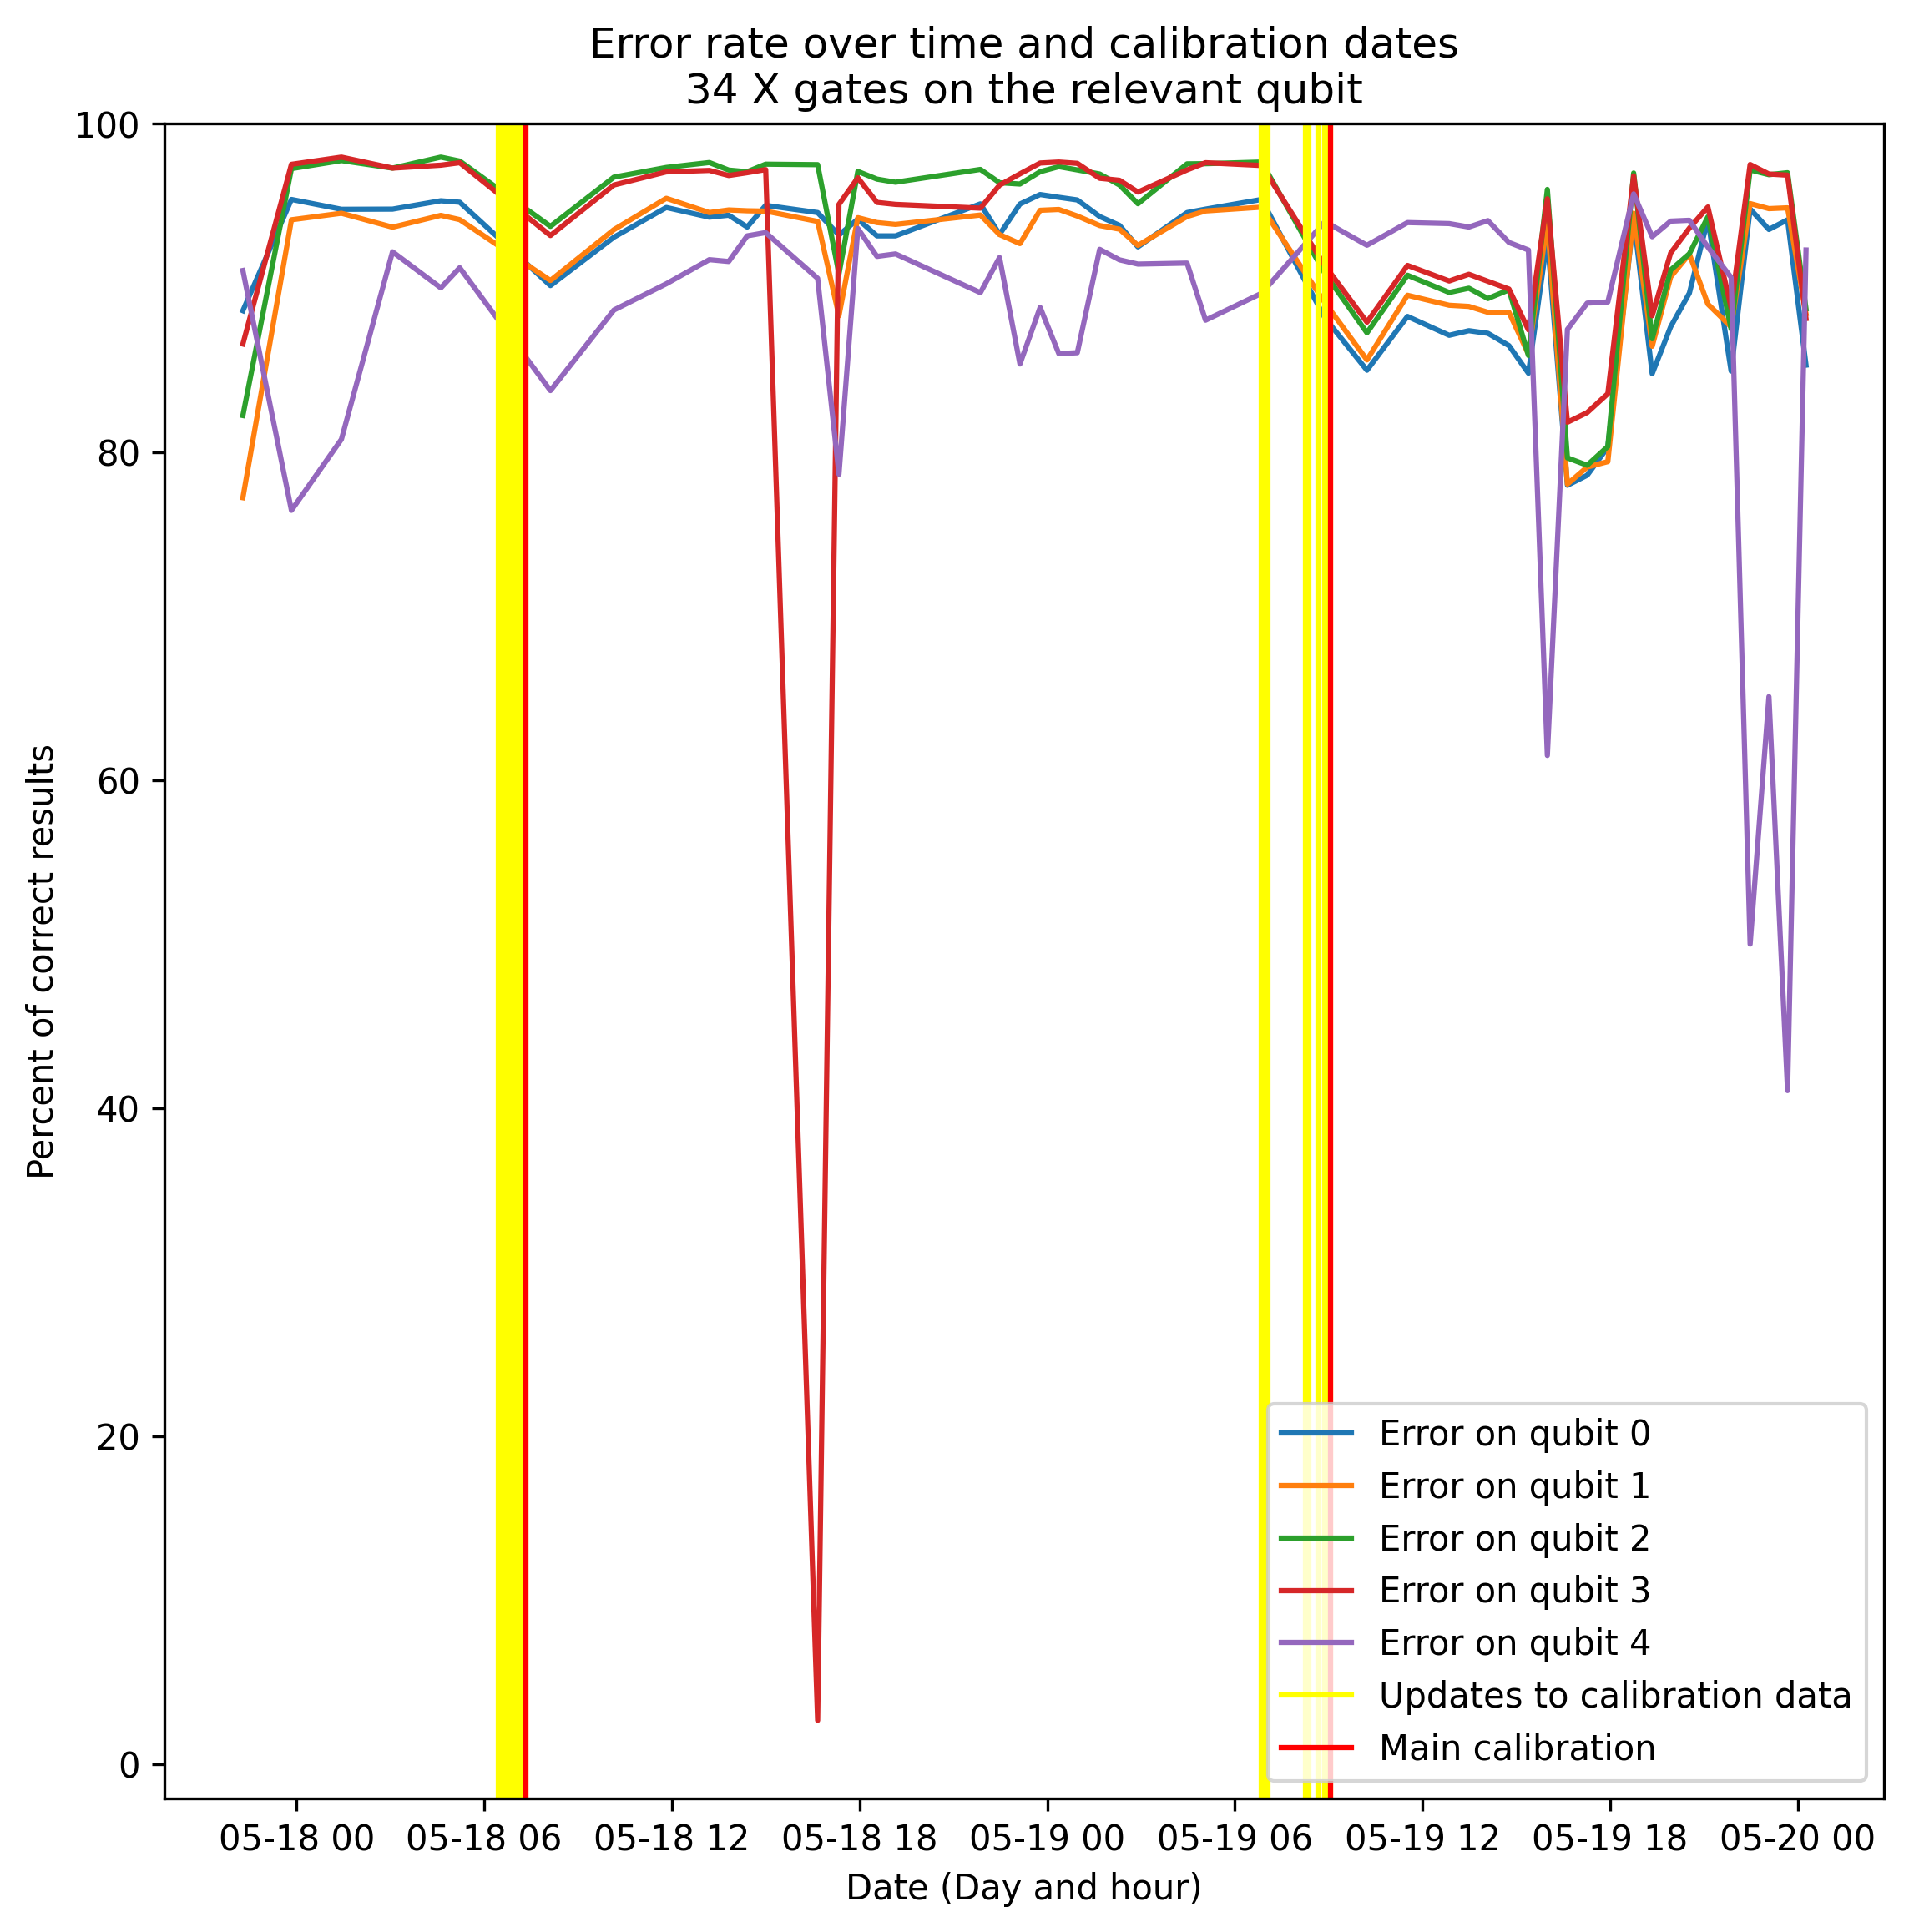 Error rate over time and calibration dates
34 X gates on the relevant qubit
100
80
60
40
20
0
Percent of correct results
Error on qubit 0
Error on qubit 1
Error on qubit 2
Error on qubit 3
Error on qubit 4
Updates to calibration data
Main calibration
05-18 00 05-18 06 05-18 12 05-18 18 05-19 00 05-19 06 05-19 12 05-19 18 05-20 00
Date (Day and hour)